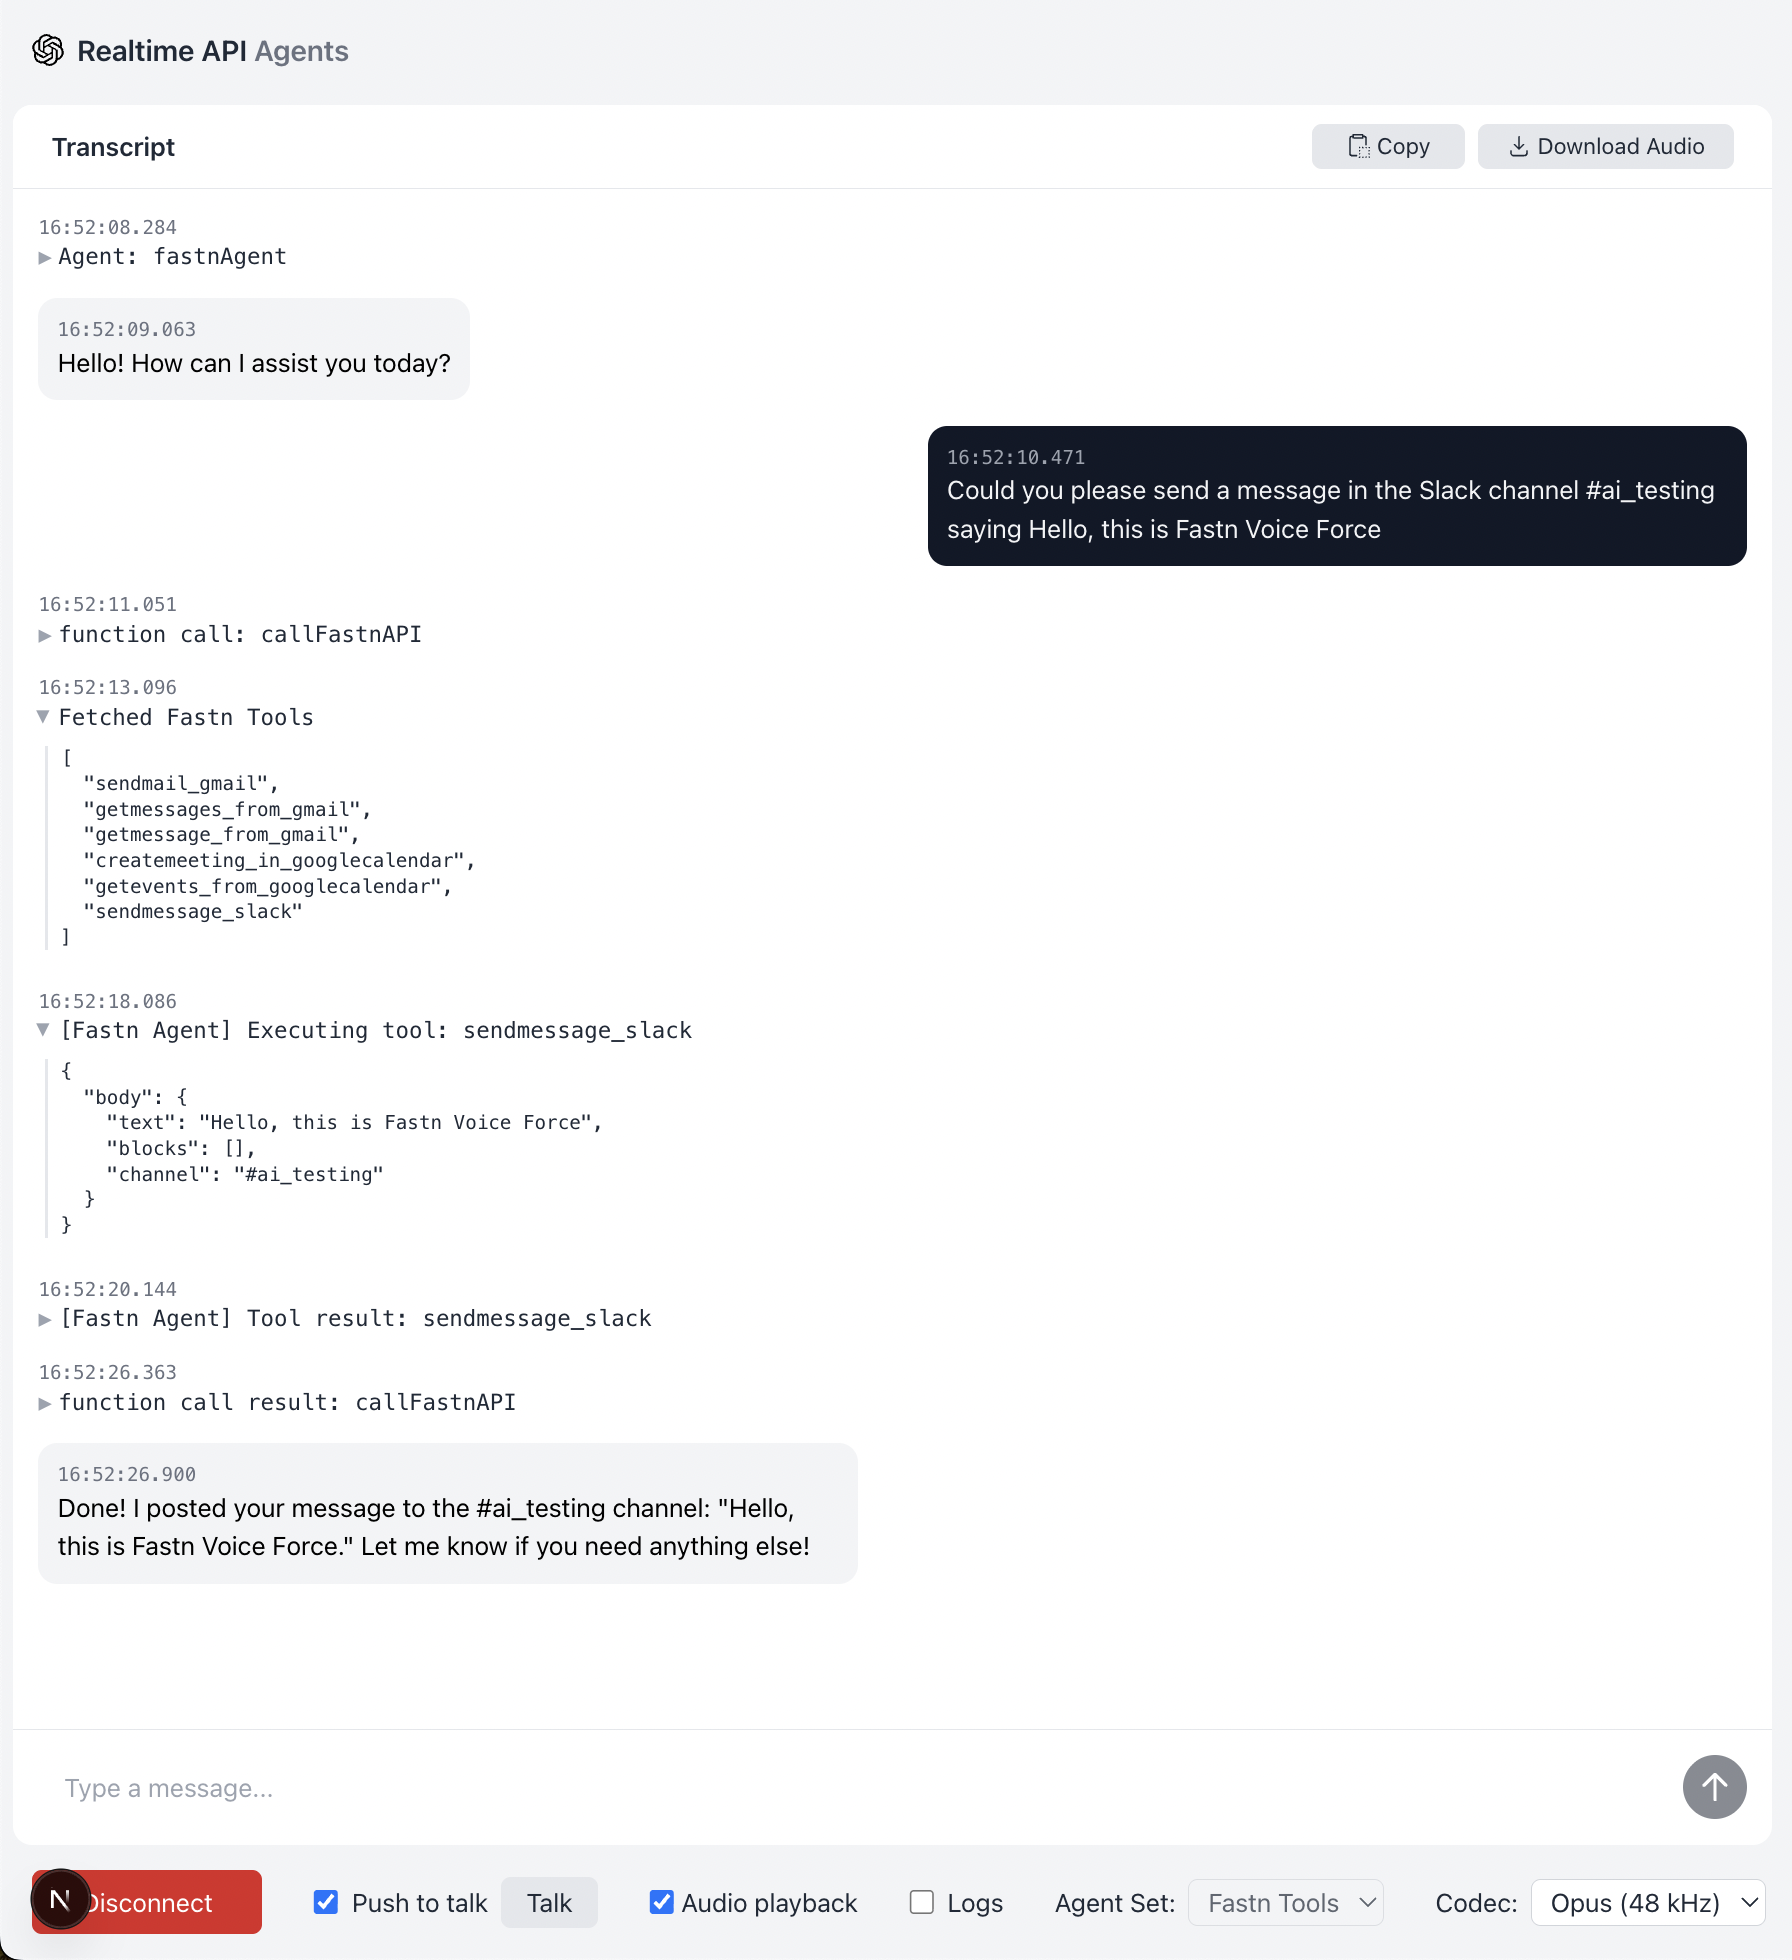 Realtime API Agents
Transcript
Copy
Download Audio
16:52:08.284
Agent: fastnAgent
16:52:09.063
Hello! How can I assist you today?
16:52:10.471
Could you please send a message in the Slack channel #ai_testing
saying Hello, this is Fastn Voice Force
16:52:11.051
function call: callFastnAPI
16:52:13.096
Fetched Fastn Tools
[
"sendmail_gmail",
"getmessages_from_gmail",
"getmessage_from_gmail",
"createmeeting_in_googlecalendar",
"getevents_from_googlecalendar",
"sendmessage_slack"
]
16:52:18.086
[Fastn Agent] Executing tool: sendmessage_slack
{
"body": {
"text": "Hello, this is Fastn Voice Force",
"blocks": [],
"channel": "#ai_testing"
}
}
16:52:20.144
[Fastn Agent] Tool result: sendmessage_slack
16:52:26.363
function call result: callFastnAPI
16:52:26.900
Done! I posted your message to the #ai_testing channel: "Hello,
this is Fastn Voice Force." Let me know if you need anything else!
Type a message...
N
Disconnect
Push to talk
Talk
Audio playback
Logs
Agent Set:
Fastn Tools
Codec:
Opus (48 kHz)